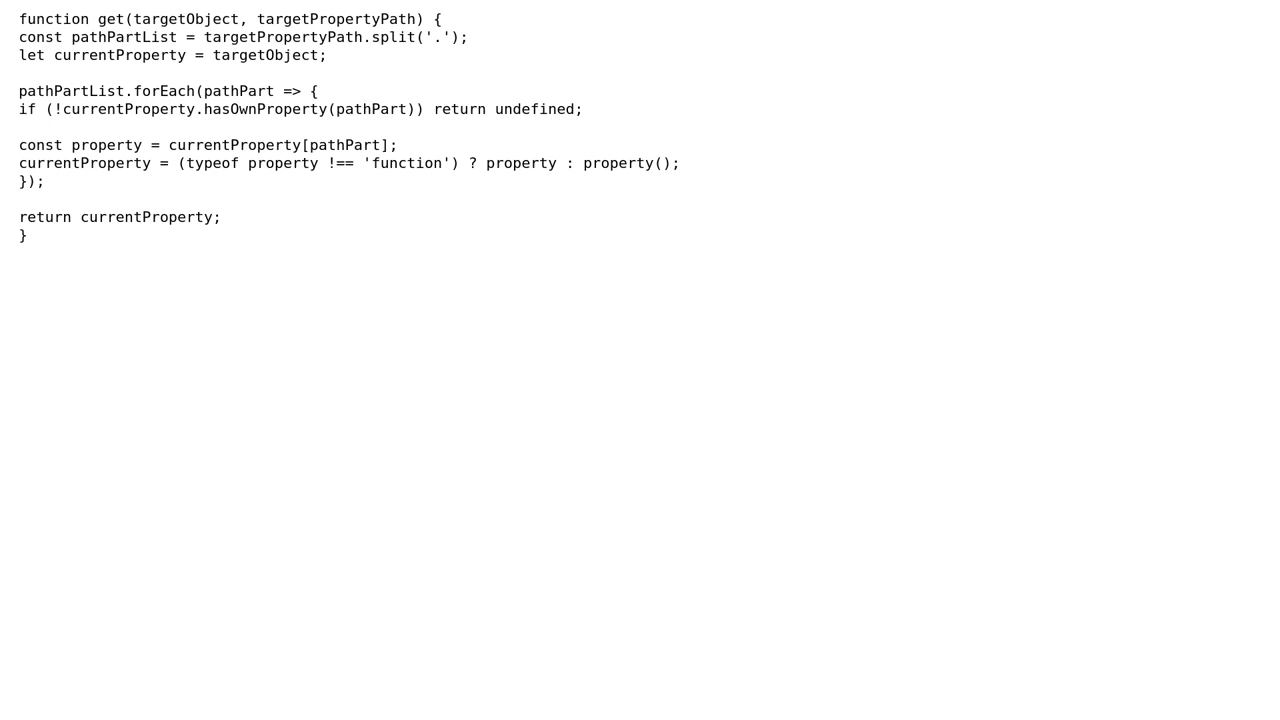 function get(targetObject, targetPropertyPath) {
const pathPartList = targetPropertyPath.split('.');
let currentProperty = targetObject;

pathPartList.forEach(pathPart => {
if (!currentProperty.hasOwnProperty(pathPart)) return undefined;

const property = currentProperty[pathPart];
currentProperty = (typeof property !== 'function') ? property : property();
});

return currentProperty;
}